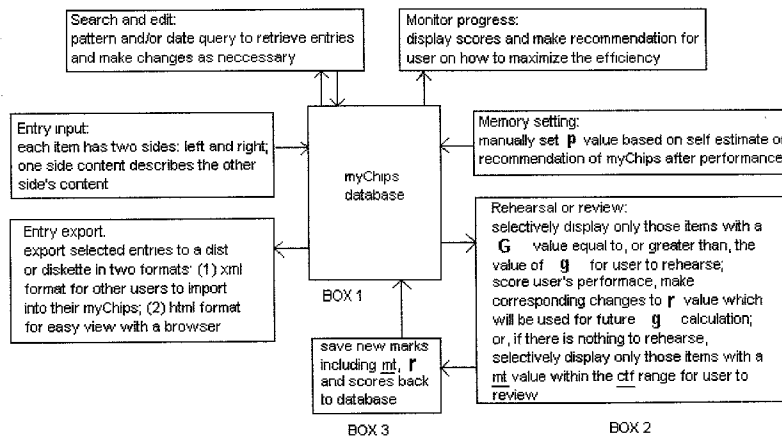 Search and edit:
pattern and/or date query to retrieve entries
and make changes as neccessary
Monitor progress:
display scores and make recommendation for
user on how to maximize the efficiency
Entry input:
each item has two sides: left and right;
one side content describes the other
side's content
myChips
database
BOX 1
Memory setting:
manually set p value based on self estimate or
recommendation of myChips after performance
Entry export.
export selected entries to a dist
or diskette in two formats: (1) xml
format for other users to import
into their myChips; (2) html format
for easy view with a browser
Rehearsal or review:
selectively display only those items with a
G value equal to, or greater than, the
value of g for user to rehearse;
score user's performace, make
corresponding changes to r value which
will be used for future g calculation;
or, if there is nothing to rehearse,
selectively display only those items with a
mt value within the ctf range for user to
review
BOX 2
save new marks
including mt, r
and scores back
to database
BOX 3